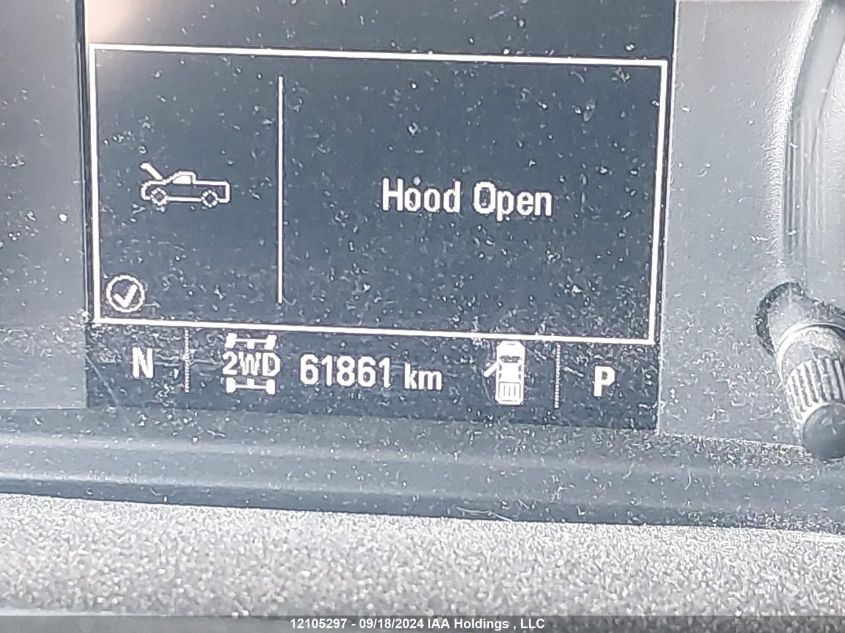 Hood Open
N 2WD 61861 km P
12105297 - 09/18/2024 IAA Holdings , LLC